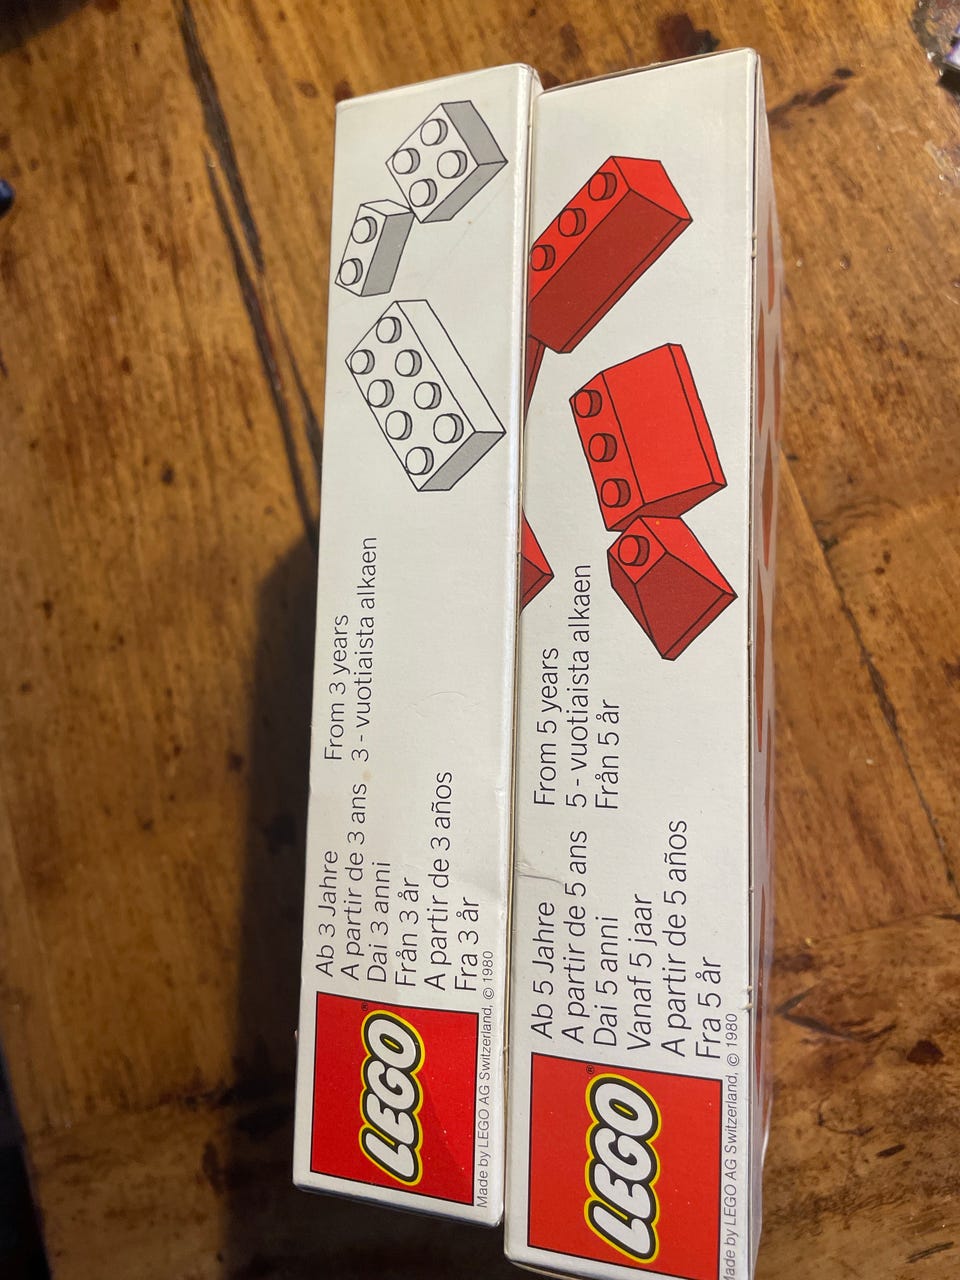 LEGO®
Ab 3 Jahre
A partir de 3 ans
Dai 3 anni
Från 3 år
A partir de 3 años
Fra 3 år
From 3 years
3 - vuotiaista alkaen
Made by LEGO AG Switzerland, © 1980
LEGO®
Ab 5 Jahre
A partir de 5 ans
Dai 5 anni
Vanaf 5 jaar
A partir de 5 años
Fra 5 år
From 5 years
5 - vuotiaista alkaen
Från 5 år
Made by LEGO AG Switzerland, © 1980